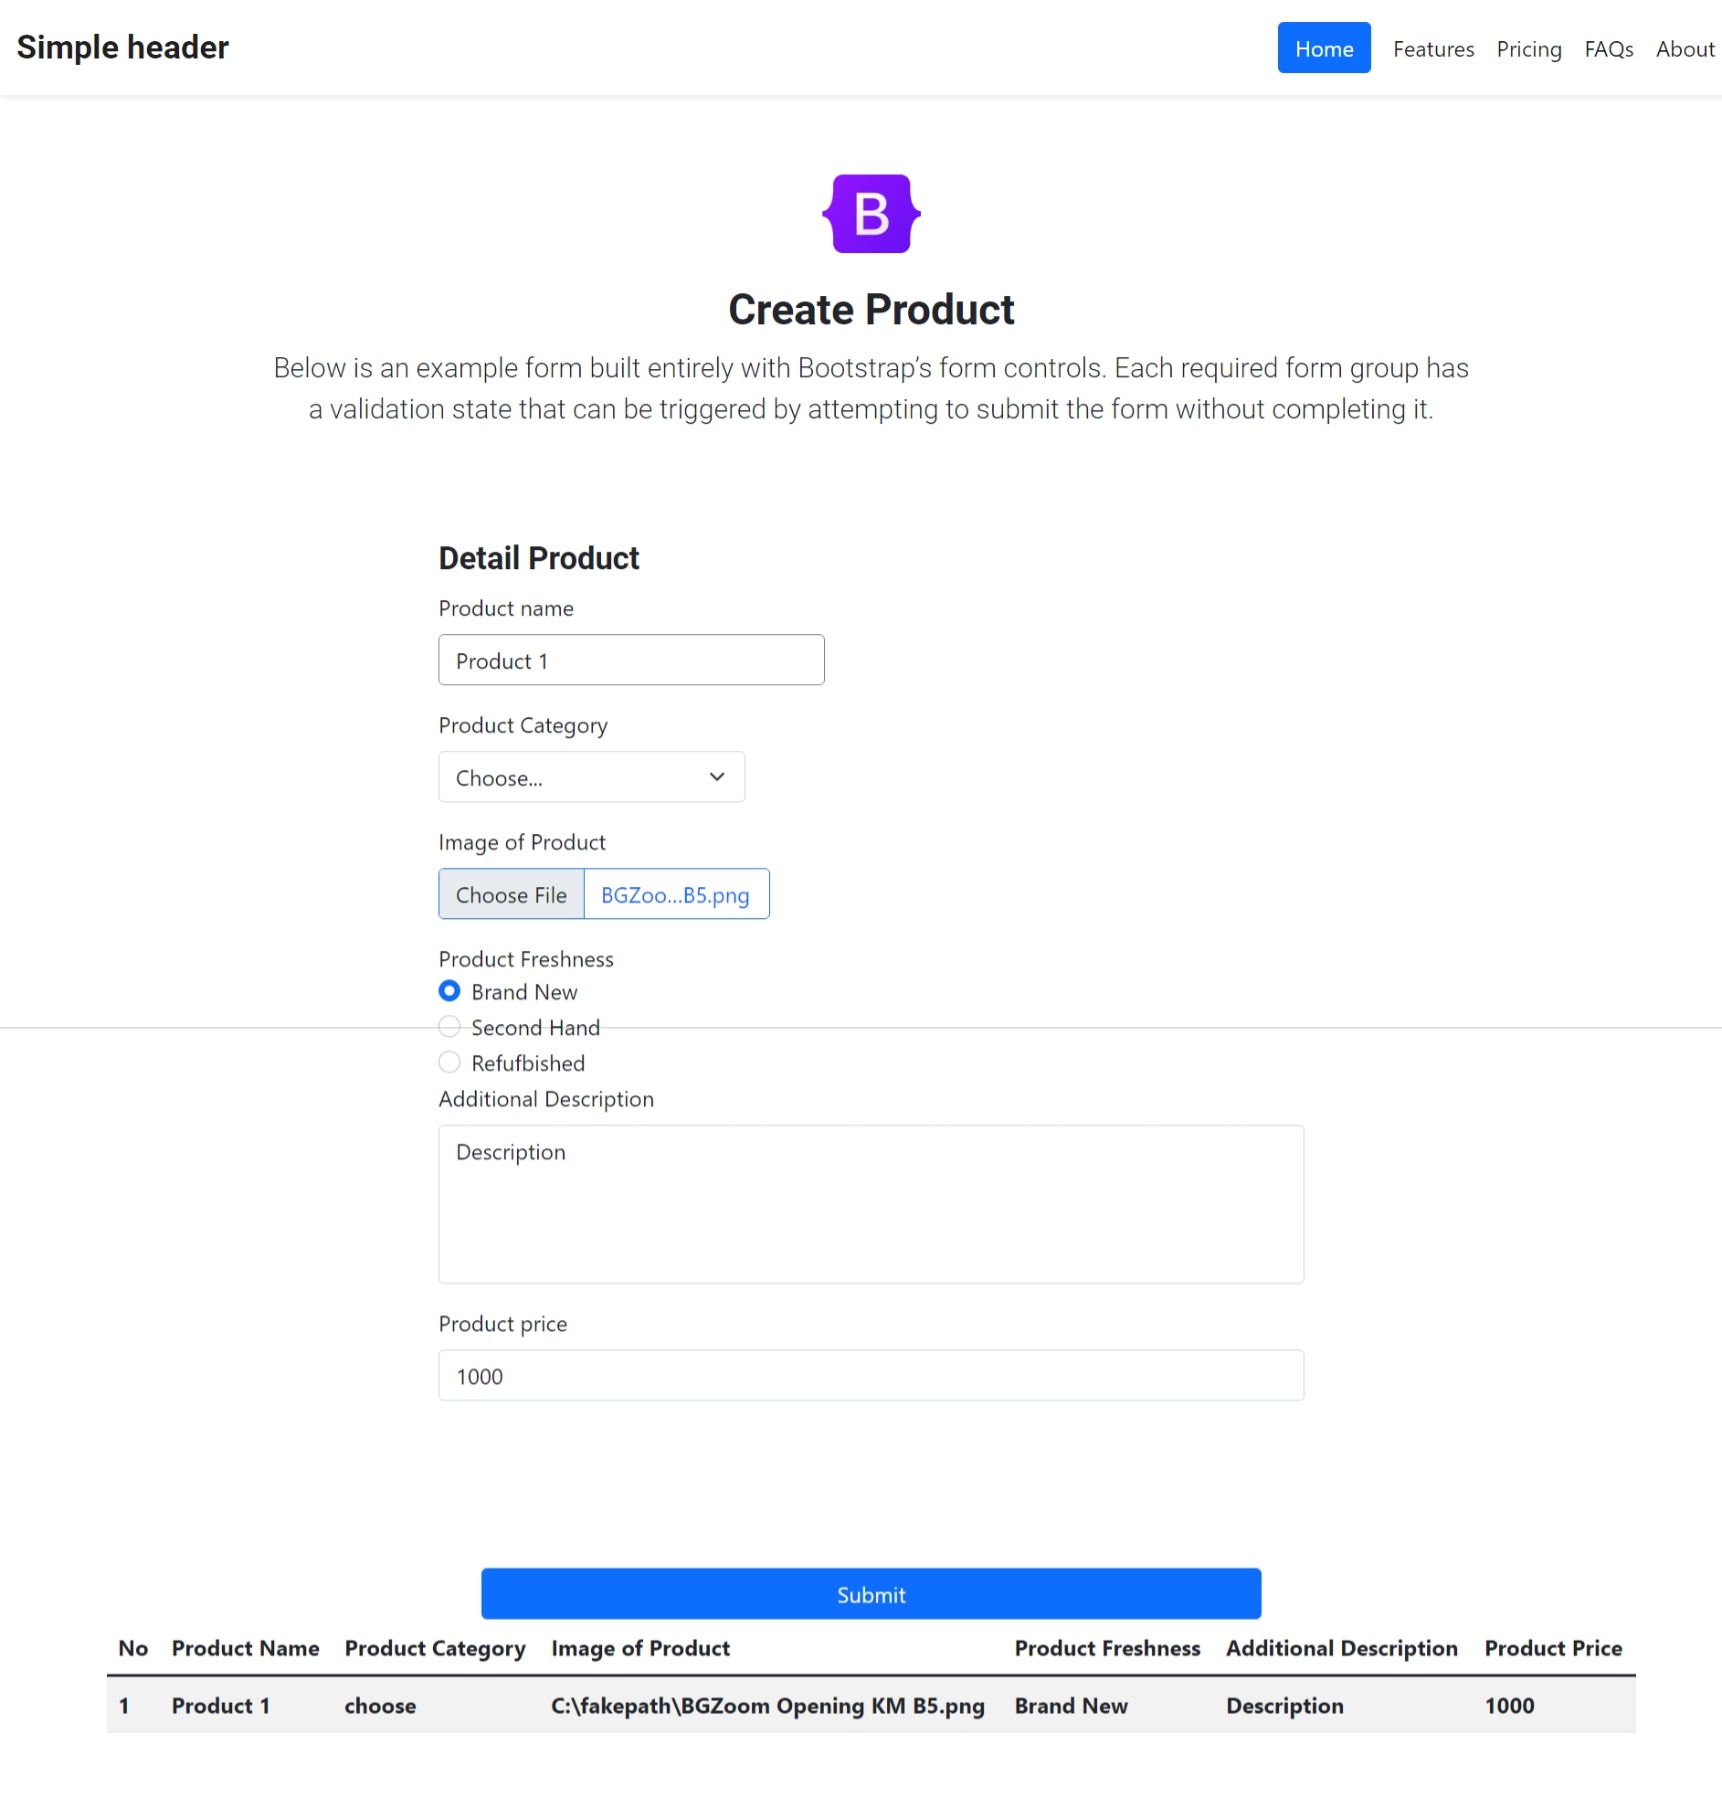 Simple header
Home Features Pricing FAQs About
B
Create Product
Below is an example form built entirely with Bootstrap’s form controls. Each required form group has
a validation state that can be triggered by attempting to submit the form without completing it.
Detail Product
Product name
Product 1
Product Category
Choose...
Image of Product
Choose File BGZoo...B5.png
Product Freshness
Brand New
Second Hand
Refufbished
Additional Description
Description
Product price
1000
Submit
No Product Name Product Category Image of Product Product Freshness Additional Description Product Price
1 Product 1 choose C:\fakepath\BGZoom Opening KM B5.png Brand New Description 1000